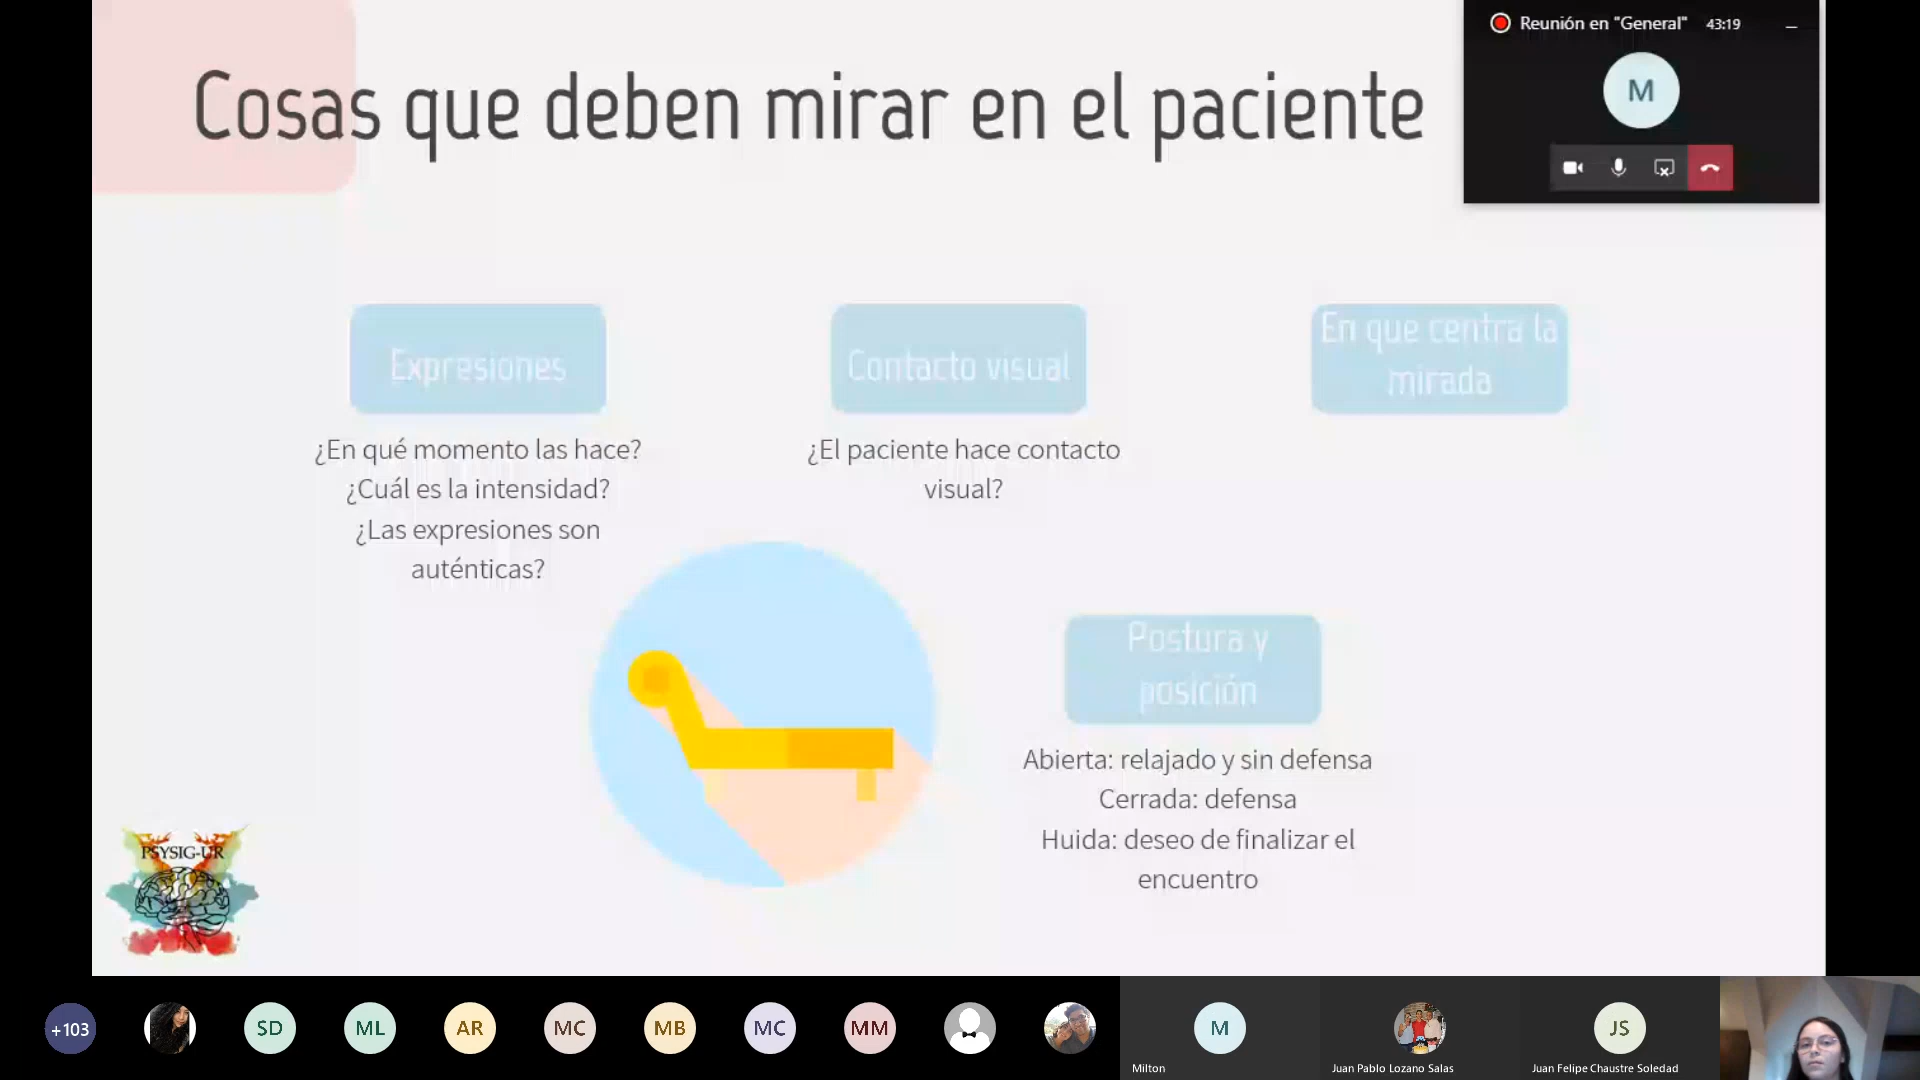 Cosas que deben mirar en el paciente
Reunión en "General" 43:19
M
Expresiones
¿En qué momento las hace?
¿Cuál es la intensidad?
¿Las expresiones son
auténticas?
Contacto visual
¿El paciente hace contacto
visual?
En que centra la
mirada
Postura y
posición
Abierta: relajado y sin defensa
Cerrada: defensa
Huida: deseo de finalizar el
encuentro
PSYSIG-UR
+103
SD
ML
AR
MC
MB
MC
MM
M
Milton
Juan Pablo Lozano Salas
JS
Juan Felipe Chaustre Soledad